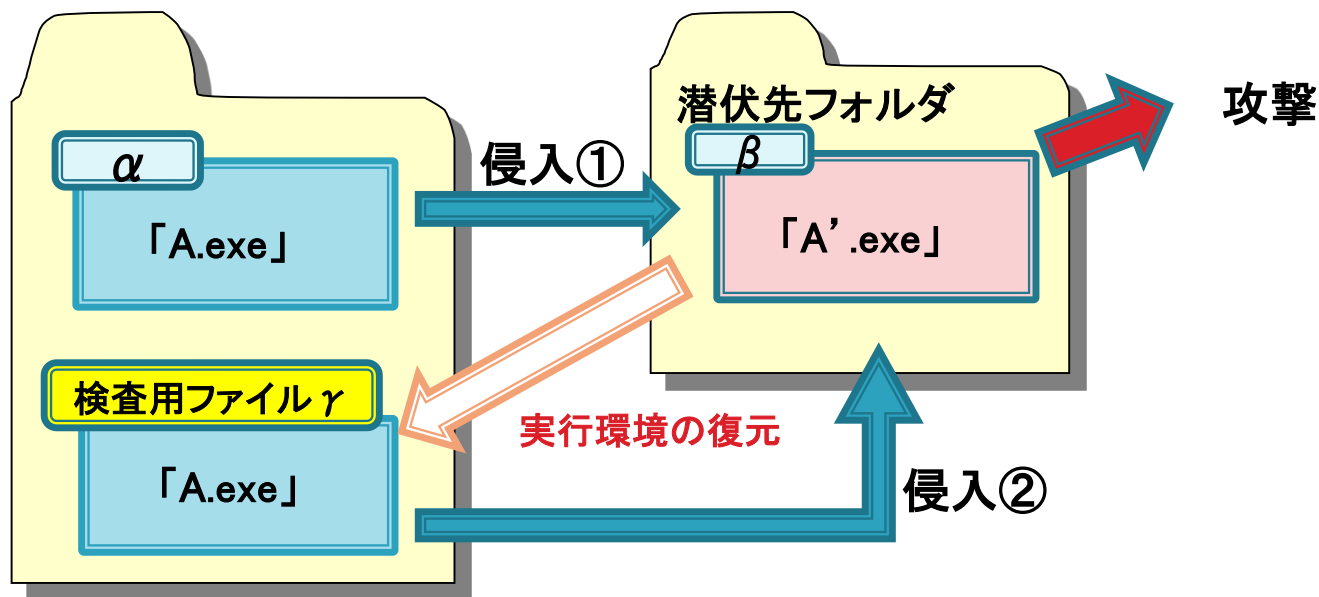 α
「A.exe」
検査用ファイルγ
「A.exe」
侵入①
潜伏先フォルダ
β
「A’.exe」
攻撃
実行環境の復元
侵入②